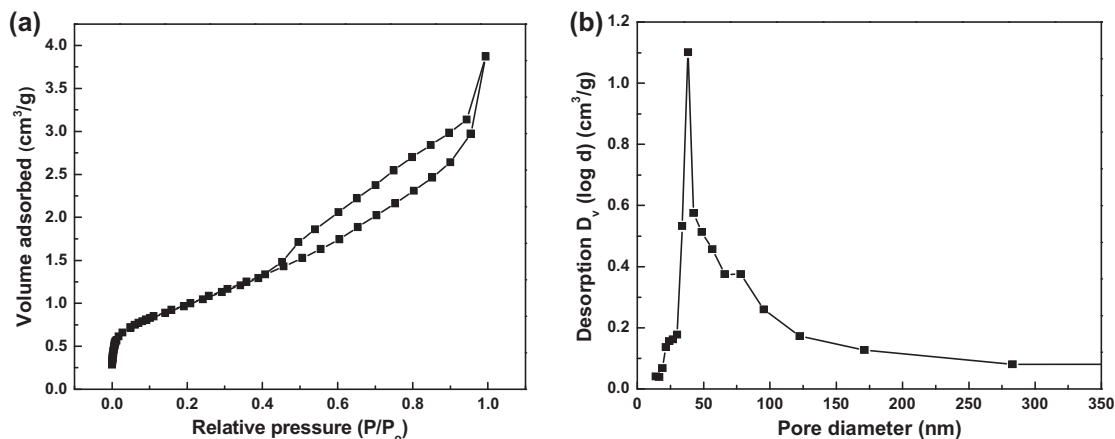 (a)
Volume adsorbed (cm³/g)
4.0
3.5
3.0
2.5
2.0
1.5
1.0
0.5
0.0
0.0 0.2 0.4 0.6 0.8 1.0
Relative pressure (P/P₀)
(b)
Desorption Dᵥ (log d) (cm³/g)
1.2
1.0
0.8
0.6
0.4
0.2
0.0
0 50 100 150 200 250 300 350
Pore diameter (nm)